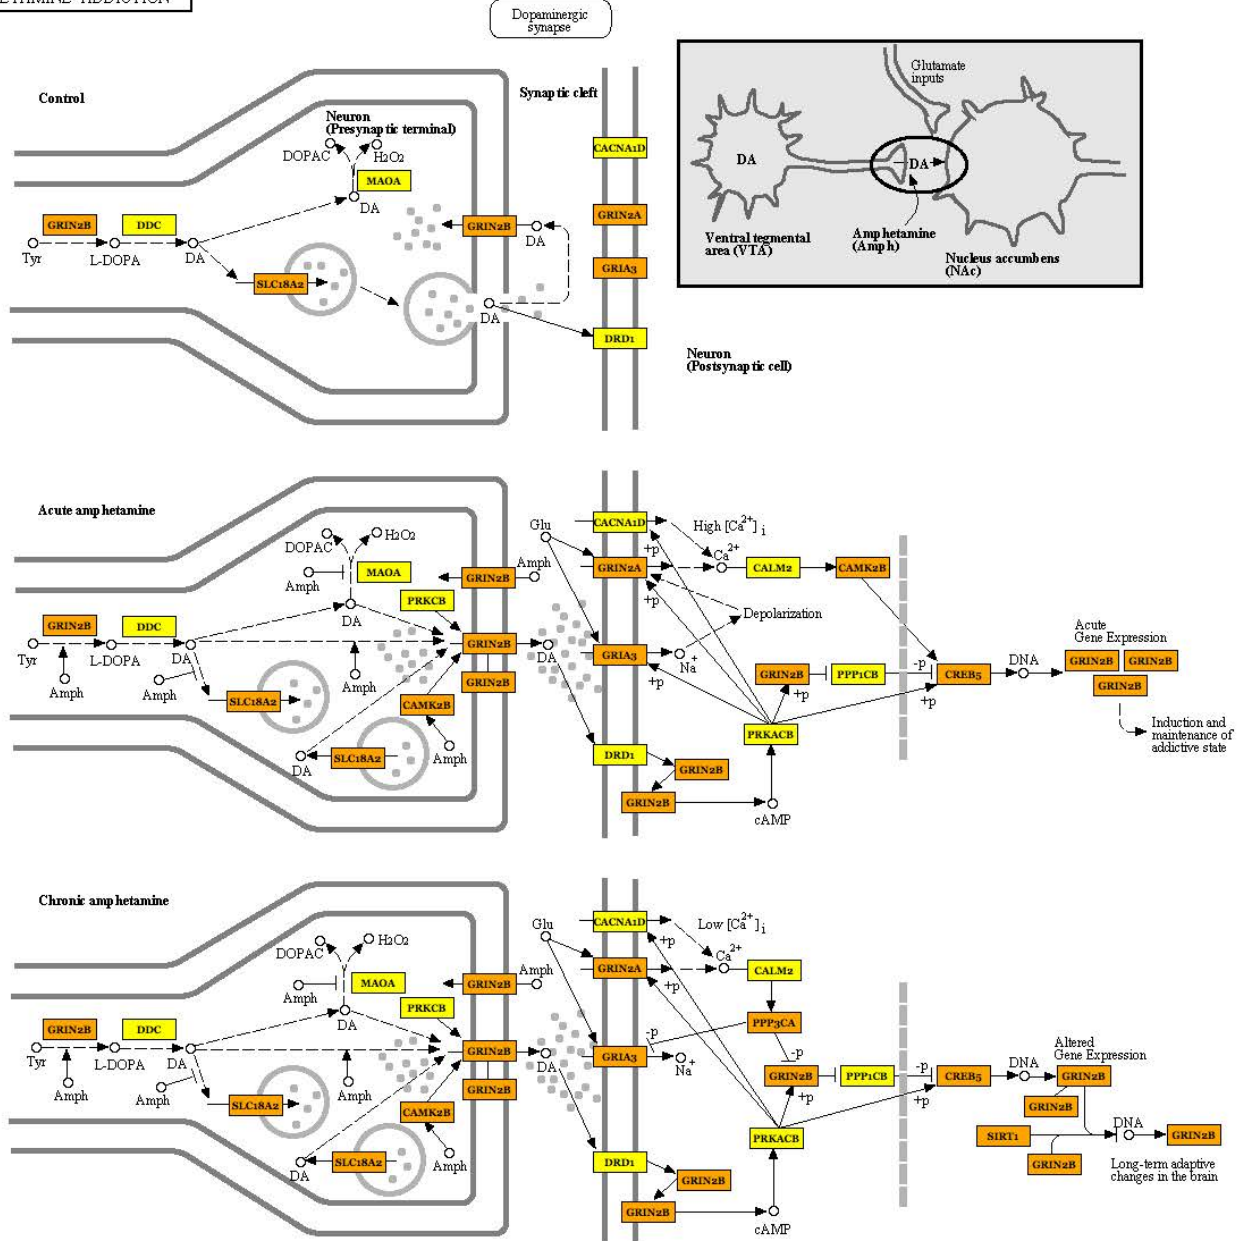 Dopaminergic
synapse
Control
Synaptic cleft
Neuron
(Presynaptic terminal)
DOPAC
H2O2
MAOA
DA
GRIN2B
DDC
Tyr
L-DOPA
DA
SLC18A2
GRIN2B
DA
DA
CACNA1D
GRIN2A
GRIA3
DRD1
Glutamate
inputs
DA
DA
Ventral tegmental
area (VTA)
Amphetamine
(Amph)
Nucleus accumbens
(NAc)
Neuron
(Postsynaptic cell)
Acute amphetamine
DOPAC
H2O2
Amph
MAOA
PRKCB
DA
GRIN2B
Amph
GRIN2B
DDC
Tyr
L-DOPA
DA
Amph
Amph
Amph
SLC18A2
GRIN2B
GRIN2B
DA
CAMK2B
Amph
SLC18A2
DA
Glu
CACNA1D
High [Ca2+]i
+p
GRIN2A
Ca2+
CALM2
CAMK2B
+p
Depolarization
GRIA3
Na+
+p
GRIN2B
PPP1CB
-p
CREB5
DNA
+p
+p
Acute
Gene Expression
GRIN2B
GRIN2B
GRIN2B
Induction and
maintenance of
addictive state
PRKACB
DRD1
GRIN2B
GRIN2B
cAMP
Chronic amphetamine
DOPAC
H2O2
Amph
MAOA
PRKCB
DA
GRIN2B
Amph
GRIN2B
DDC
Tyr
L-DOPA
DA
Amph
Amph
Amph
SLC18A2
GRIN2B
GRIN2B
DA
CAMK2B
Amph
SLC18A2
DA
Glu
CACNA1D
Low [Ca2+]i
+p
GRIN2A
Ca2+
CALM2
+p
PPP3CA
-p
GRIA3
Na+
-p
GRIN2B
PPP1CB
-p
CREB5
DNA
+p
+p
Altered
Gene Expression
GRIN2B
GRIN2B
SIRT1
GRIN2B
DNA
GRIN2B
Long-term adaptive
changes in the brain
PRKACB
DRD1
GRIN2B
GRIN2B
cAMP